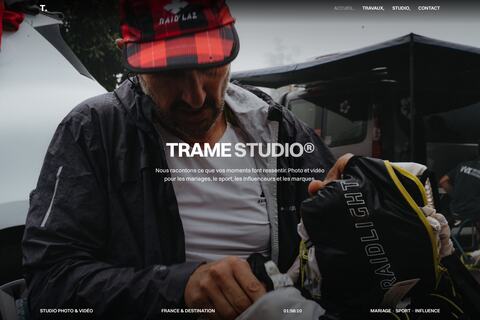 T.
ACCUEIL,
TRAVAUX,
STUDIO,
CONTACT
RAID LAZ
TRAME STUDIO®
Nous racontons ce que vos moments font ressentir. Photo et vidéo
pour les mariages, le sport, les influenceurs et les marques.
RAIDLIGHT
STUDIO PHOTO & VIDÉO
FRANCE & DESTINATION
01:58:10
MARIAGE · SPORT · INFLUENCE